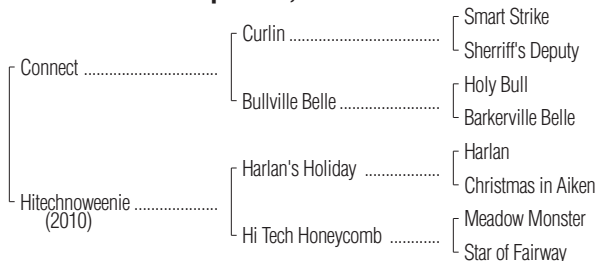 Smart Strike
Curlin ..................................
Sherriff's Deputy
Connect ..............................
Holy Bull
Bullville Belle ......................
Barkerville Belle
Harlan
Harlan's Holiday .................
Christmas in Aiken
Hitechnoweenie ...................
(2010)
Meadow Monster
Hi Tech Honeycomb ...........
Star of Fairway